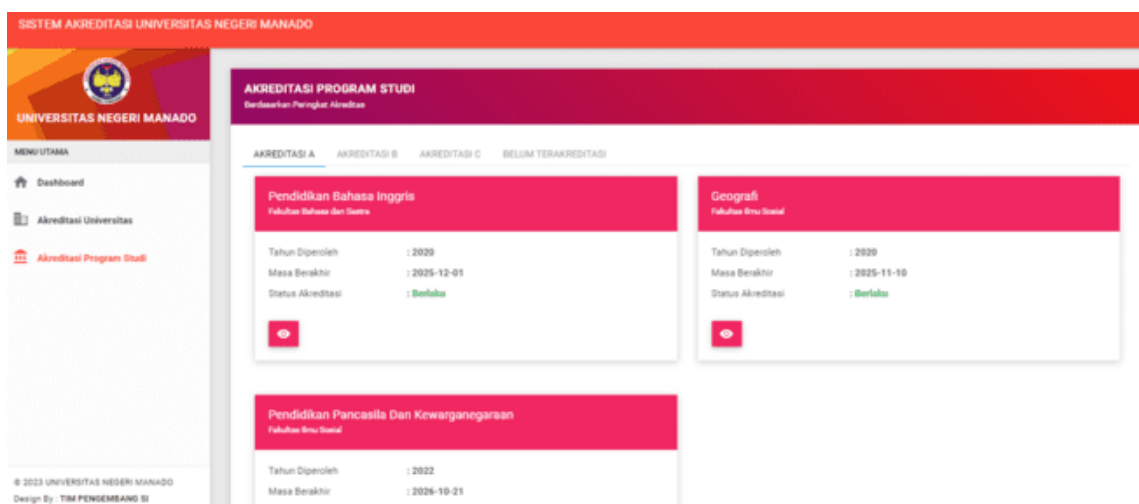 SISTEM AKREDITASI UNIVERSITAS NEGERI MANADO
UNIVERSITAS NEGERI MANADO
MENU UTAMA
Dashboard
Akreditasi Universitas
Akreditasi Program Studi
© 2023 UNIVERSITAS NEGERI MANADO
Design By : TIM PENGEMBANG SI
AKREDITASI PROGRAM STUDI
Berdasarkan Peringkat Akreditas
AKREDITASI A AKREDITASI B AKREDITASI C BELUM TERAKREDITASI
Pendidikan Bahasa Inggris
Fakultas Bahasa dan Sastra
Tahun Diperoleh : 2020
Masa Berakhir : 2025-12-01
Status Akreditasi : Berlaku
Geografi
Fakultas Ilmu Sosial
Tahun Diperoleh : 2020
Masa Berakhir : 2025-11-10
Status Akreditasi : Berlaku
Pendidikan Pancasila Dan Kewarganegaraan
Fakultas Ilmu Sosial
Tahun Diperoleh : 2022
Masa Berakhir : 2026-10-21